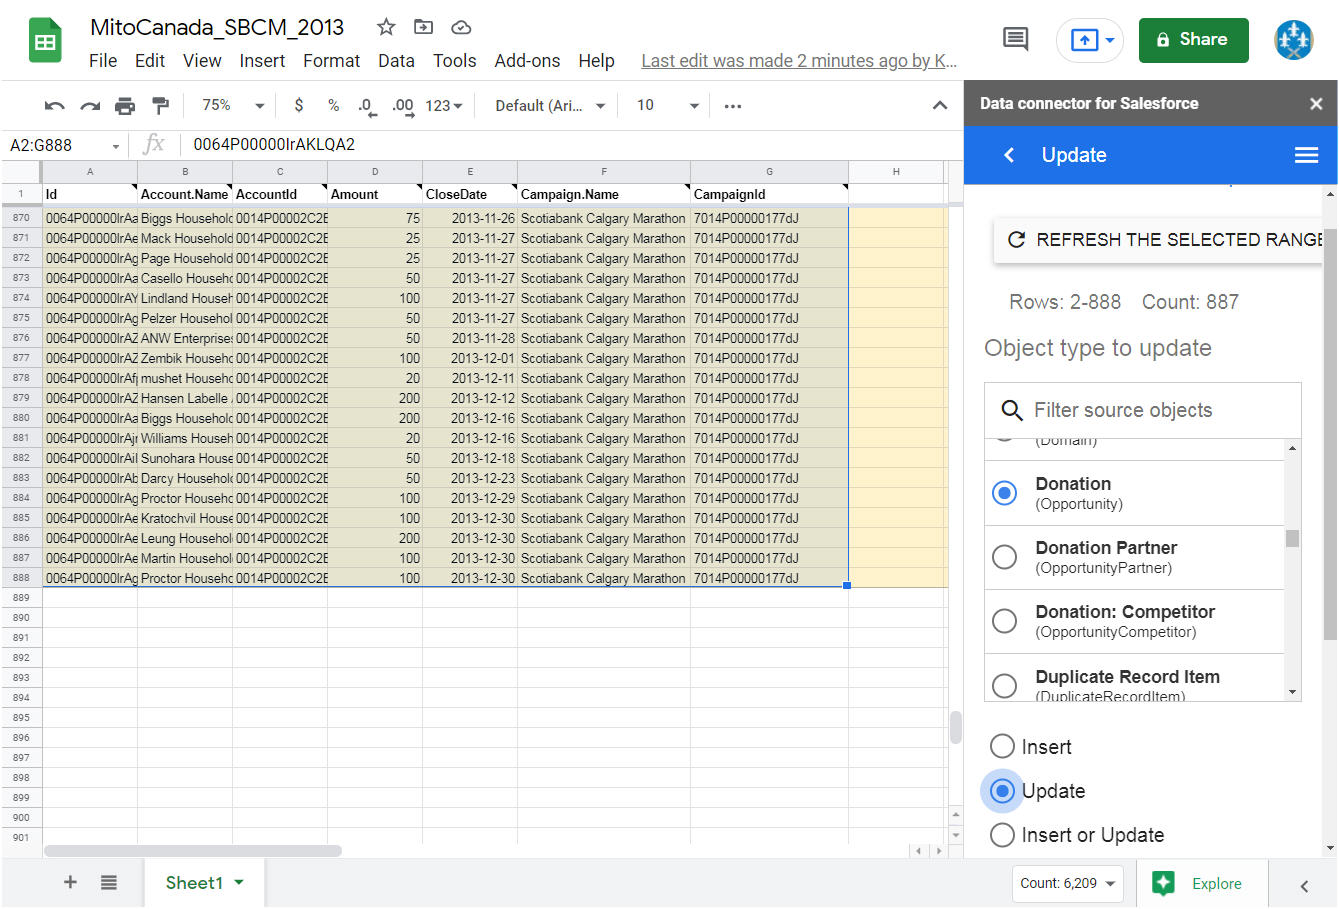 MitoCanada_SBCM_2013
File Edit View Insert Format Data Tools Add-ons Help Last edit was made 2 minutes ago by K...
Share
75% $ % .0 .00 123 Default (Ari... 10
A2:G888 fx 0064P00000IrAKLQA2
A B C D E F G H
1 Id Account.Name AccountId Amount CloseDate Campaign.Name CampaignId
870 0064P00000IrAa Biggs Househol 0014P00002C2E 75 2013-11-26 Scotiabank Calgary Marathon 7014P00000177dJ
871 0064P00000IrAe Mack Household 0014P00002C2E 25 2013-11-27 Scotiabank Calgary Marathon 7014P00000177dJ
872 0064P00000IrAg Page Household 0014P00002C2E 25 2013-11-27 Scotiabank Calgary Marathon 7014P00000177dJ
873 0064P00000IrAa Casello Househ 0014P00002C2E 50 2013-11-27 Scotiabank Calgary Marathon 7014P00000177dJ
874 0064P00000IrAY Lindland Househ 0014P00002C2E 100 2013-11-27 Scotiabank Calgary Marathon 7014P00000177dJ
875 0064P00000IrAg Pelzer Househol 0014P00002C2E 50 2013-11-27 Scotiabank Calgary Marathon 7014P00000177dJ
876 0064P00000IrAZ ANW Enterprise 0014P00002C2E 50 2013-11-28 Scotiabank Calgary Marathon 7014P00000177dJ
877 0064P00000IrAZ Zembik Househo 0014P00002C2E 100 2013-12-01 Scotiabank Calgary Marathon 7014P00000177dJ
878 0064P00000IrAf mushet Househo 0014P00002C2E 20 2013-12-11 Scotiabank Calgary Marathon 7014P00000177dJ
879 0064P00000IrAZ Hansen Labelle 0014P00002C2E 200 2013-12-12 Scotiabank Calgary Marathon 7014P00000177dJ
880 0064P00000IrAa Biggs Househol 0014P00002C2E 200 2013-12-16 Scotiabank Calgary Marathon 7014P00000177dJ
881 0064P00000IrAj Williams Househ 0014P00002C2E 20 2013-12-16 Scotiabank Calgary Marathon 7014P00000177dJ
882 0064P00000IrAi Sunohara House 0014P00002C2E 50 2013-12-18 Scotiabank Calgary Marathon 7014P00000177dJ
883 0064P00000IrAb Darcy Househol 0014P00002C2E 50 2013-12-23 Scotiabank Calgary Marathon 7014P00000177dJ
884 0064P00000IrAg Proctor Househo 0014P00002C2E 100 2013-12-29 Scotiabank Calgary Marathon 7014P00000177dJ
885 0064P00000IrAe Kratochvil House 0014P00002C2E 100 2013-12-30 Scotiabank Calgary Marathon 7014P00000177dJ
886 0064P00000IrAe Leung Househol 0014P00002C2E 200 2013-12-30 Scotiabank Calgary Marathon 7014P00000177dJ
887 0064P00000IrAe Martin Househol 0014P00002C2E 100 2013-12-30 Scotiabank Calgary Marathon 7014P00000177dJ
888 0064P00000IrAg Proctor Househo 0014P00002C2E 100 2013-12-30 Scotiabank Calgary Marathon 7014P00000177dJ
889
890
891
892
893
894
895
896
897
898
899
900
901
Sheet1
Count: 6,209
Explore
Data connector for Salesforce
Update
REFRESH THE SELECTED RANGE
Rows: 2-888 Count: 887
Object type to update
Filter source objects
(Domain)
Donation
(Opportunity)
Donation Partner
(OpportunityPartner)
Donation: Competitor
(OpportunityCompetitor)
Duplicate Record Item
(DuplicateRecordItem)
Insert
Update
Insert or Update